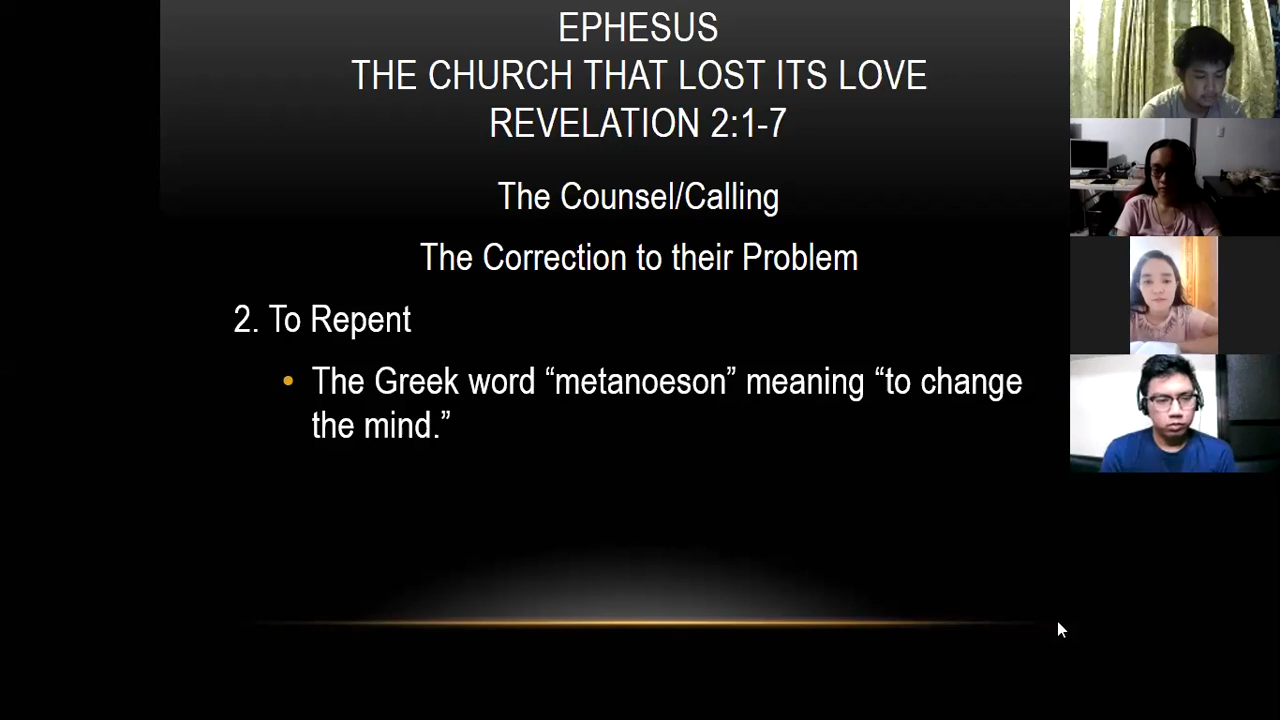 EPHESUS
THE CHURCH THAT LOST ITS LOVE
REVELATION 2:1-7
The Counsel/Calling
The Correction to their Problem
2. To Repent
• The Greek word “metanoeson” meaning “to change
the mind.”